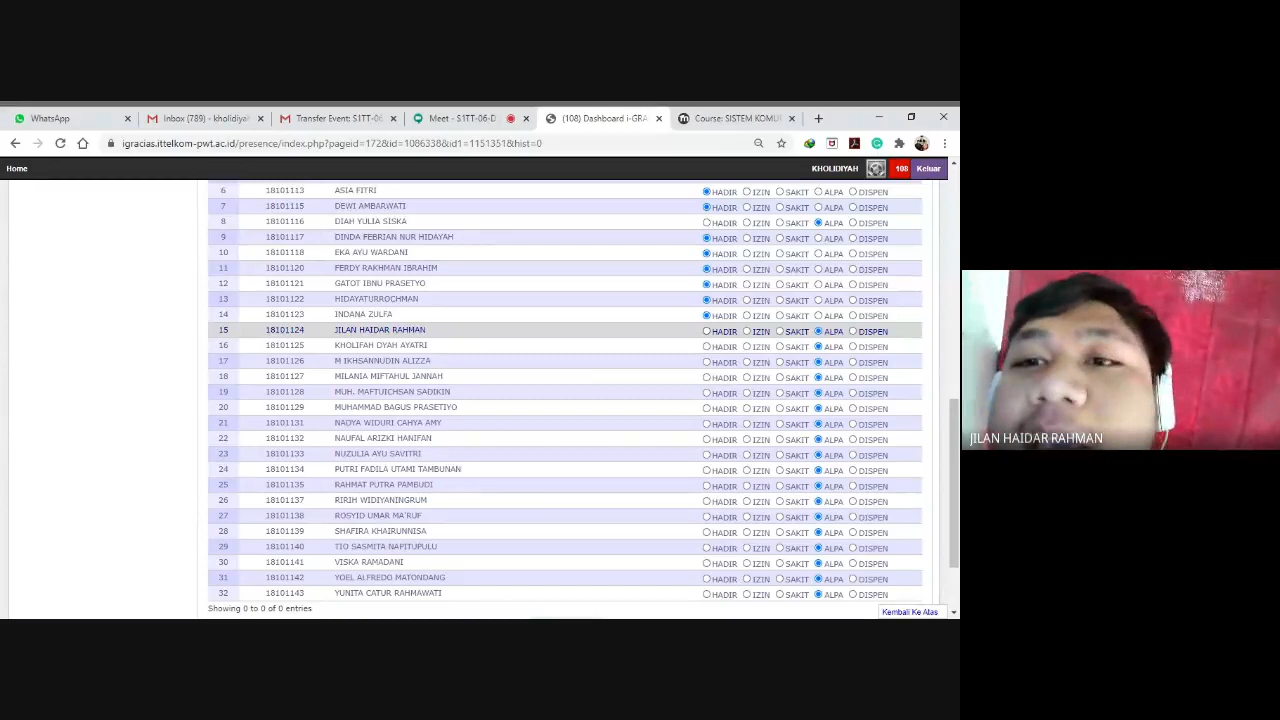 WhatsApp
Inbox (789) - kholidiyah
Transfer Event: S1TT-06-
Meet - S1TT-06-D
(108) Dashboard i-GRA
Course: SISTEM KOMU
igracias.ittelkom-pwt.ac.id/presence/index.php?pageid=172&id=1086338&id1=1151351&hist=0
Home
KHOLIDIYAH
108
Keluar
6 18101113 ASIA FITRI HADIR IZIN SAKIT ALPA DISPEN
7 18101115 DEWI AMBARWATI HADIR IZIN SAKIT ALPA DISPEN
8 18101116 DIAH YULIA SISKA HADIR IZIN SAKIT ALPA DISPEN
9 18101117 DINDA FEBRIAN NUR HIDAYAH HADIR IZIN SAKIT ALPA DISPEN
10 18101118 EKA AYU WARDANI HADIR IZIN SAKIT ALPA DISPEN
11 18101120 FERDY RAKHMAN IBRAHIM HADIR IZIN SAKIT ALPA DISPEN
12 18101121 GATOT IBNU PRASETYO HADIR IZIN SAKIT ALPA DISPEN
13 18101122 HIDAYATURROCHMAN HADIR IZIN SAKIT ALPA DISPEN
14 18101123 INDANA ZULFA HADIR IZIN SAKIT ALPA DISPEN
15 18101124 JILAN HAIDAR RAHMAN HADIR IZIN SAKIT ALPA DISPEN
16 18101125 KHOLIFAH DYAH AYATRI HADIR IZIN SAKIT ALPA DISPEN
17 18101126 M IKHSANNUDIN ALIZZA HADIR IZIN SAKIT ALPA DISPEN
18 18101127 MILANIA MIFTAHUL JANNAH HADIR IZIN SAKIT ALPA DISPEN
19 18101128 MUH. MAFTUICHSAN SADIKIN HADIR IZIN SAKIT ALPA DISPEN
20 18101129 MUHAMMAD BAGUS PRASETIYO HADIR IZIN SAKIT ALPA DISPEN
21 18101131 NADYA WIDURI CAHYA AMY HADIR IZIN SAKIT ALPA DISPEN
22 18101132 NAUFAL ARIZKI HANIFAN HADIR IZIN SAKIT ALPA DISPEN
23 18101133 NUZULIA AYU SAVITRI HADIR IZIN SAKIT ALPA DISPEN
24 18101134 PUTRI FADILA UTAMI TAMBUNAN HADIR IZIN SAKIT ALPA DISPEN
25 18101135 RAHMAT PUTRA PAMBUDI HADIR IZIN SAKIT ALPA DISPEN
26 18101137 RIRIH WIDIYANINGRUM HADIR IZIN SAKIT ALPA DISPEN
27 18101138 ROSYID UMAR MA'RUF HADIR IZIN SAKIT ALPA DISPEN
28 18101139 SHAFIRA KHAIRUNNISA HADIR IZIN SAKIT ALPA DISPEN
29 18101140 TIO SASMITA NAPITUPULU HADIR IZIN SAKIT ALPA DISPEN
30 18101141 VISKA RAMADANI HADIR IZIN SAKIT ALPA DISPEN
31 18101142 YOEL ALFREDO MATONDANG HADIR IZIN SAKIT ALPA DISPEN
32 18101143 YUNITA CATUR RAHMAWATI HADIR IZIN SAKIT ALPA DISPEN
Showing 0 to 0 of 0 entries
Kembali Ke Atas
JILAN HAIDAR RAHMAN